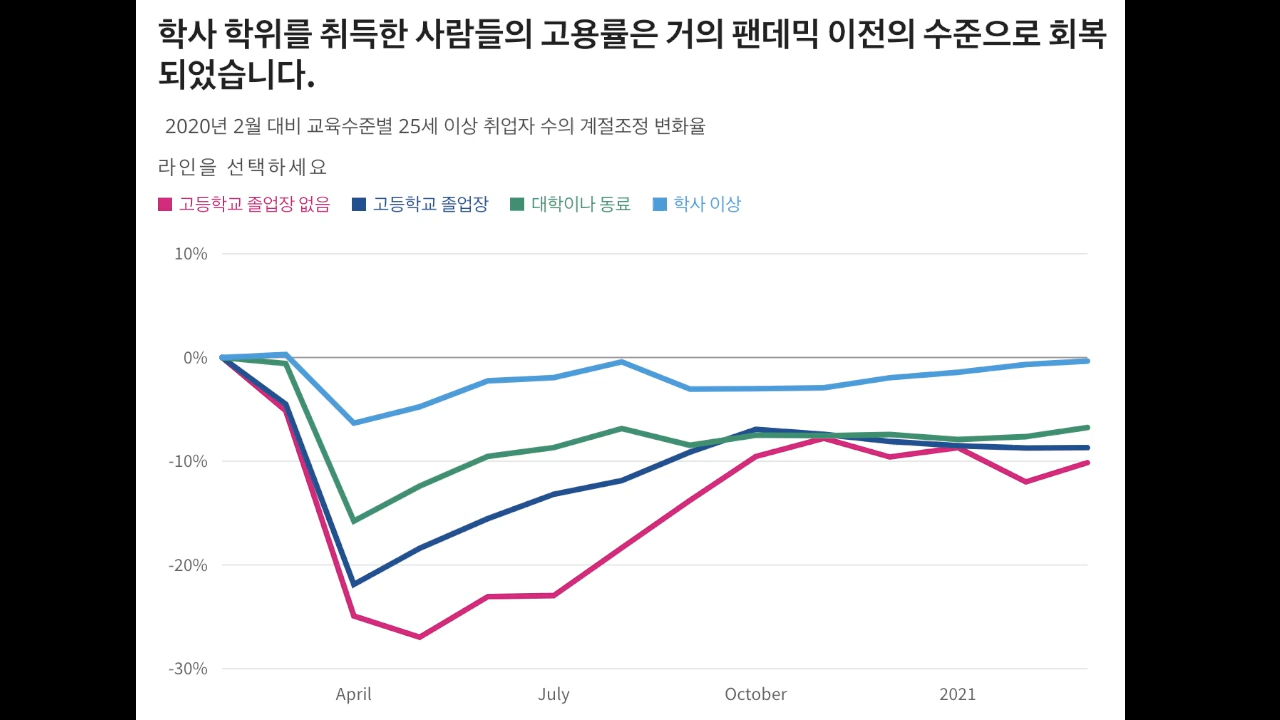 학사 학위를 취득한 사람들의 고용률은 거의 팬데믹 이전의 수준으로 회복
되었습니다.
2020년 2월 대비 교육수준별 25세 이상 취업자 수의 계절조정 변화율
라인을 선택하세요
고등학교 졸업장 없음 고등학교 졸업장 대학이나 동료 학사 이상
10%
0%
-10%
-20%
-30%
April July October 2021